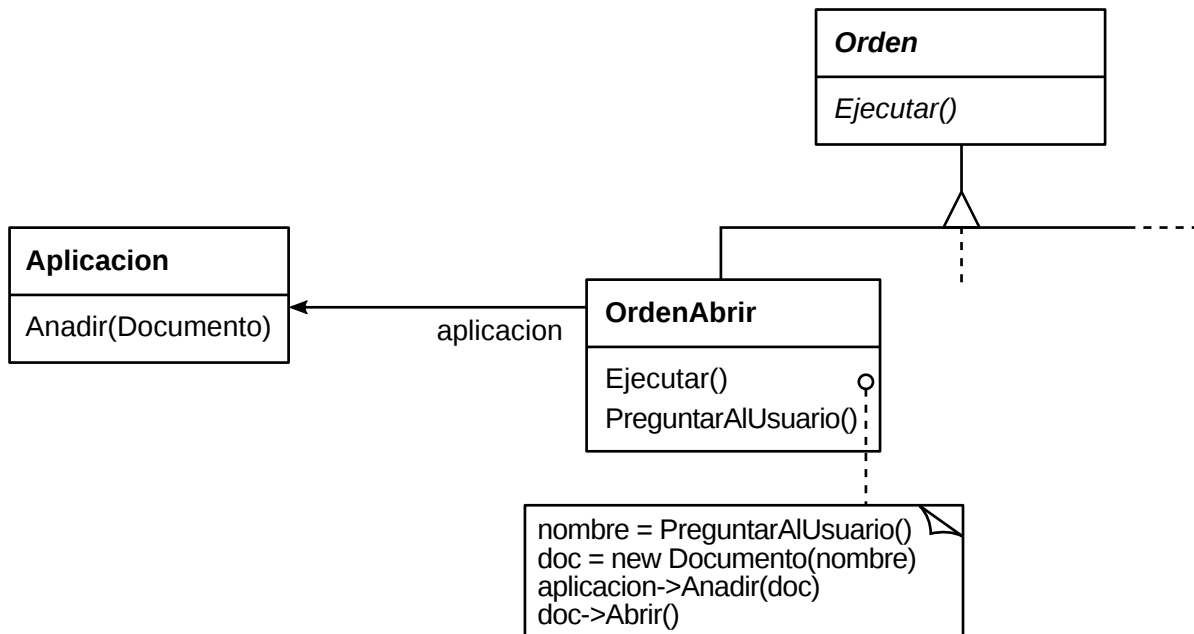 Orden
Ejecutar()
Aplicacion
Anadir(Documento)
aplicacion
OrdenAbrir
Ejecutar()
PreguntarAlUsuario()
nombre = PreguntarAlUsuario()
doc = new Documento(nombre)
aplicacion->Anadir(doc)
doc->Abrir()